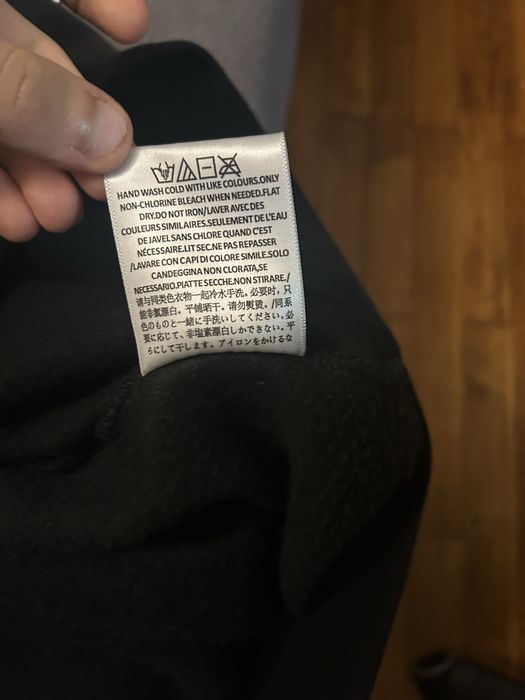 HAND WASH COLD WITH LIKE COLOURS.ONLY
NON-CHLORINE BLEACH WHEN NEEDED.FLAT
DRY.DO NOT IRON/LAVER AVEC DES
COULEURS SIMILAIRES.SEULEMENT DE L'EAU
DE JAVEL SANS CHLORE QUAND C'EST
NÉCESSAIRE.LIT SEC.NE PAS REPASSER
/LAVARE CON CAPI DI COLORE SIMILE.SOLO
CANDEGGINA NON CLORATA,SE
NECESSARIO.PIATTE SECCHE.NON STIRARE./
请与同类色衣物一起冷水手洗。必要时，只
能非氯漂白。平铺晒干。请勿熨烫。/同系
色のものと一緒に手洗いしてください。必
要に応じて、非塩素漂白しかできない。平
らにして干します。アイロンをかけるな